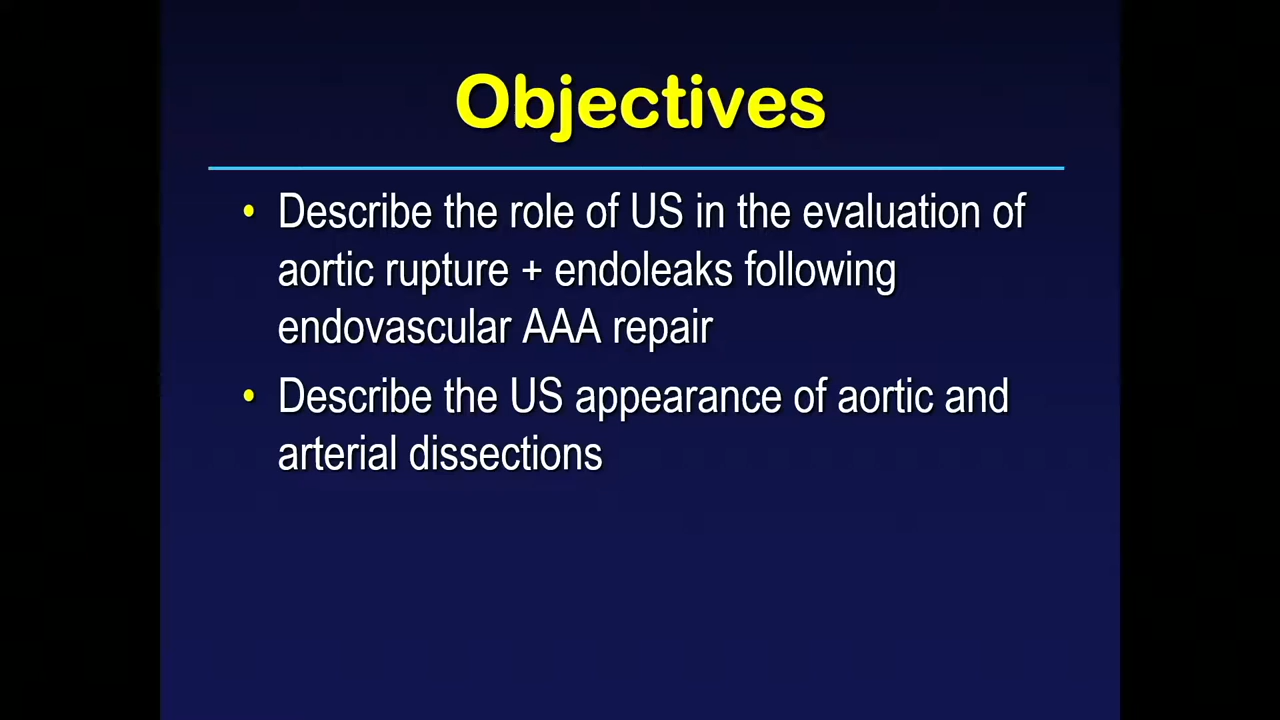 Objectives
• Describe the role of US in the evaluation of
aortic rupture + endoleaks following
endovascular AAA repair
• Describe the US appearance of aortic and
arterial dissections